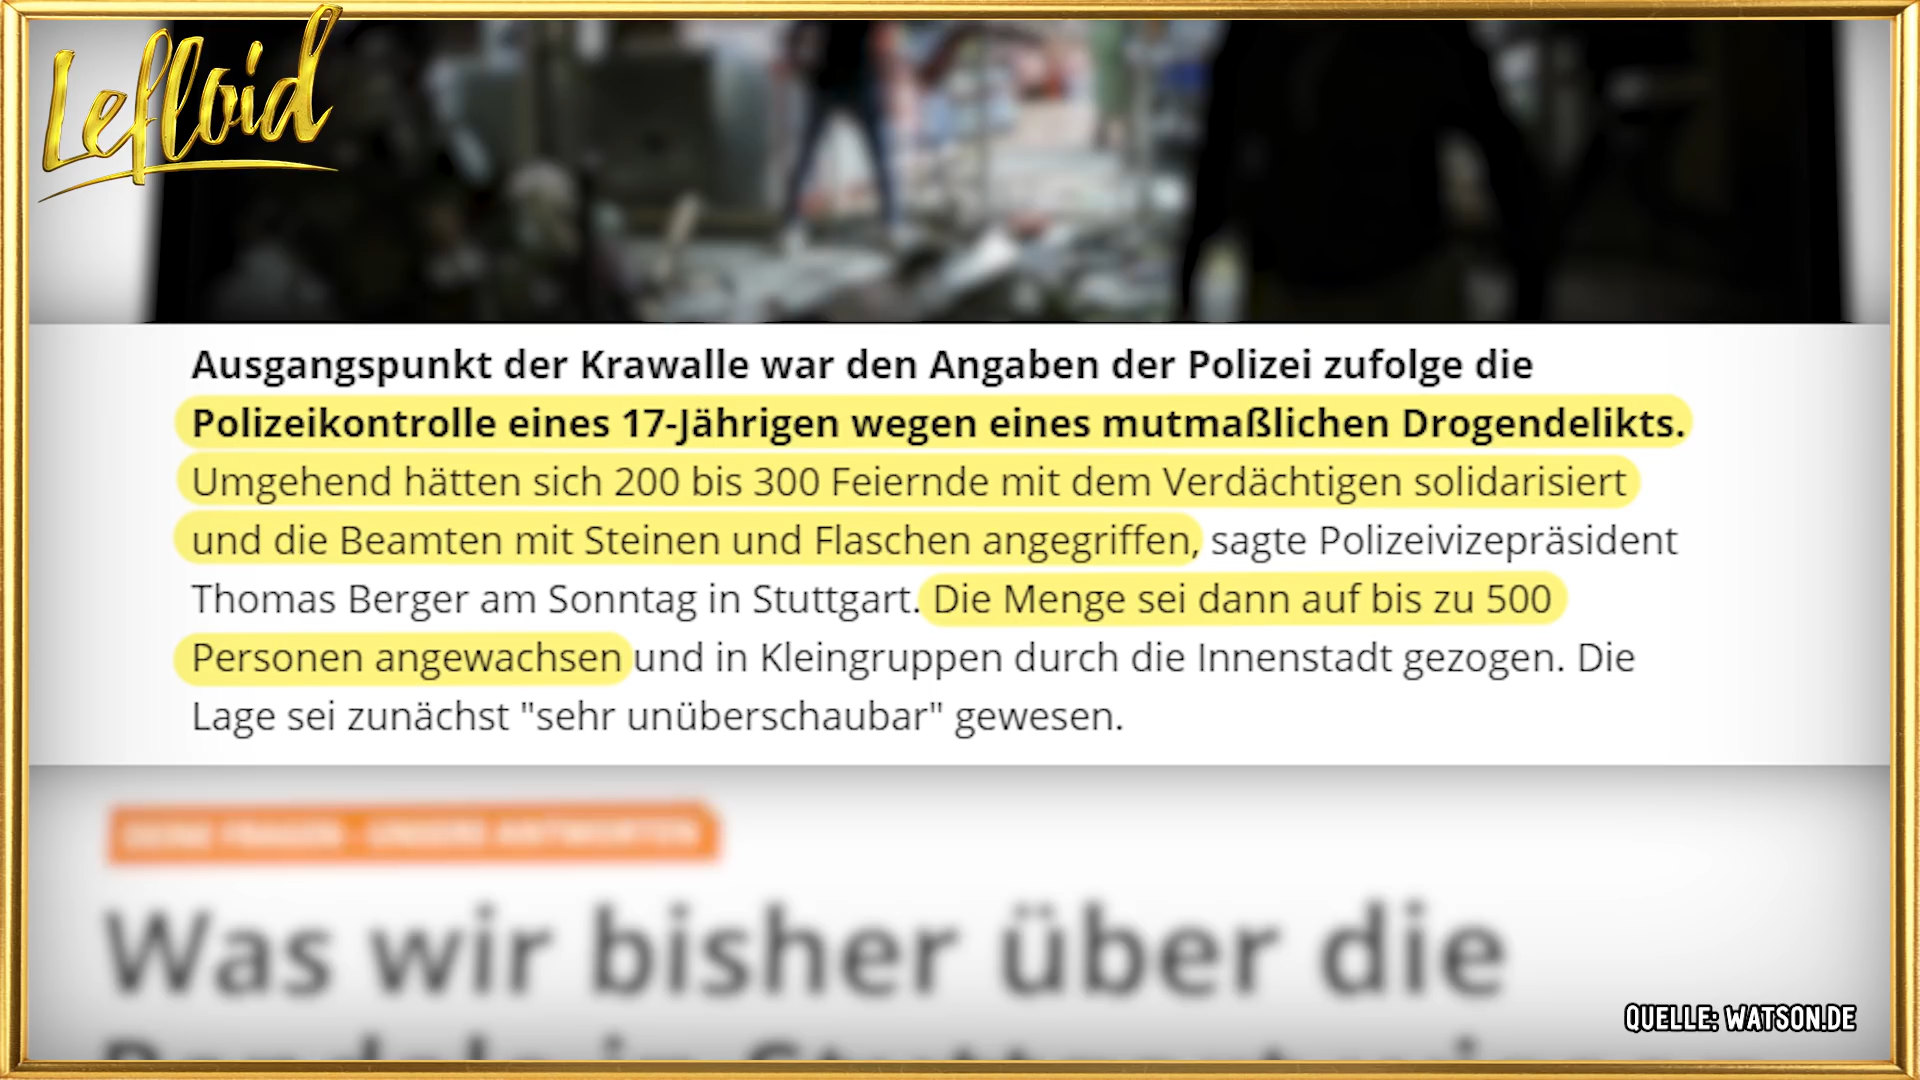 Lefloid
Ausgangspunkt der Krawalle war den Angaben der Polizei zufolge die
Polizeikontrolle eines 17-Jährigen wegen eines mutmaßlichen Drogendelikts.
Umgehend hätten sich 200 bis 300 Feiernde mit dem Verdächtigen solidarisiert
und die Beamten mit Steinen und Flaschen angegriffen, sagte Polizeivizepräsident
Thomas Berger am Sonntag in Stuttgart. Die Menge sei dann auf bis zu 500
Personen angewachsen und in Kleingruppen durch die Innenstadt gezogen. Die
Lage sei zunächst "sehr unüberschaubar" gewesen.
Was wir bisher über die
QUELLE: WATSON.DE